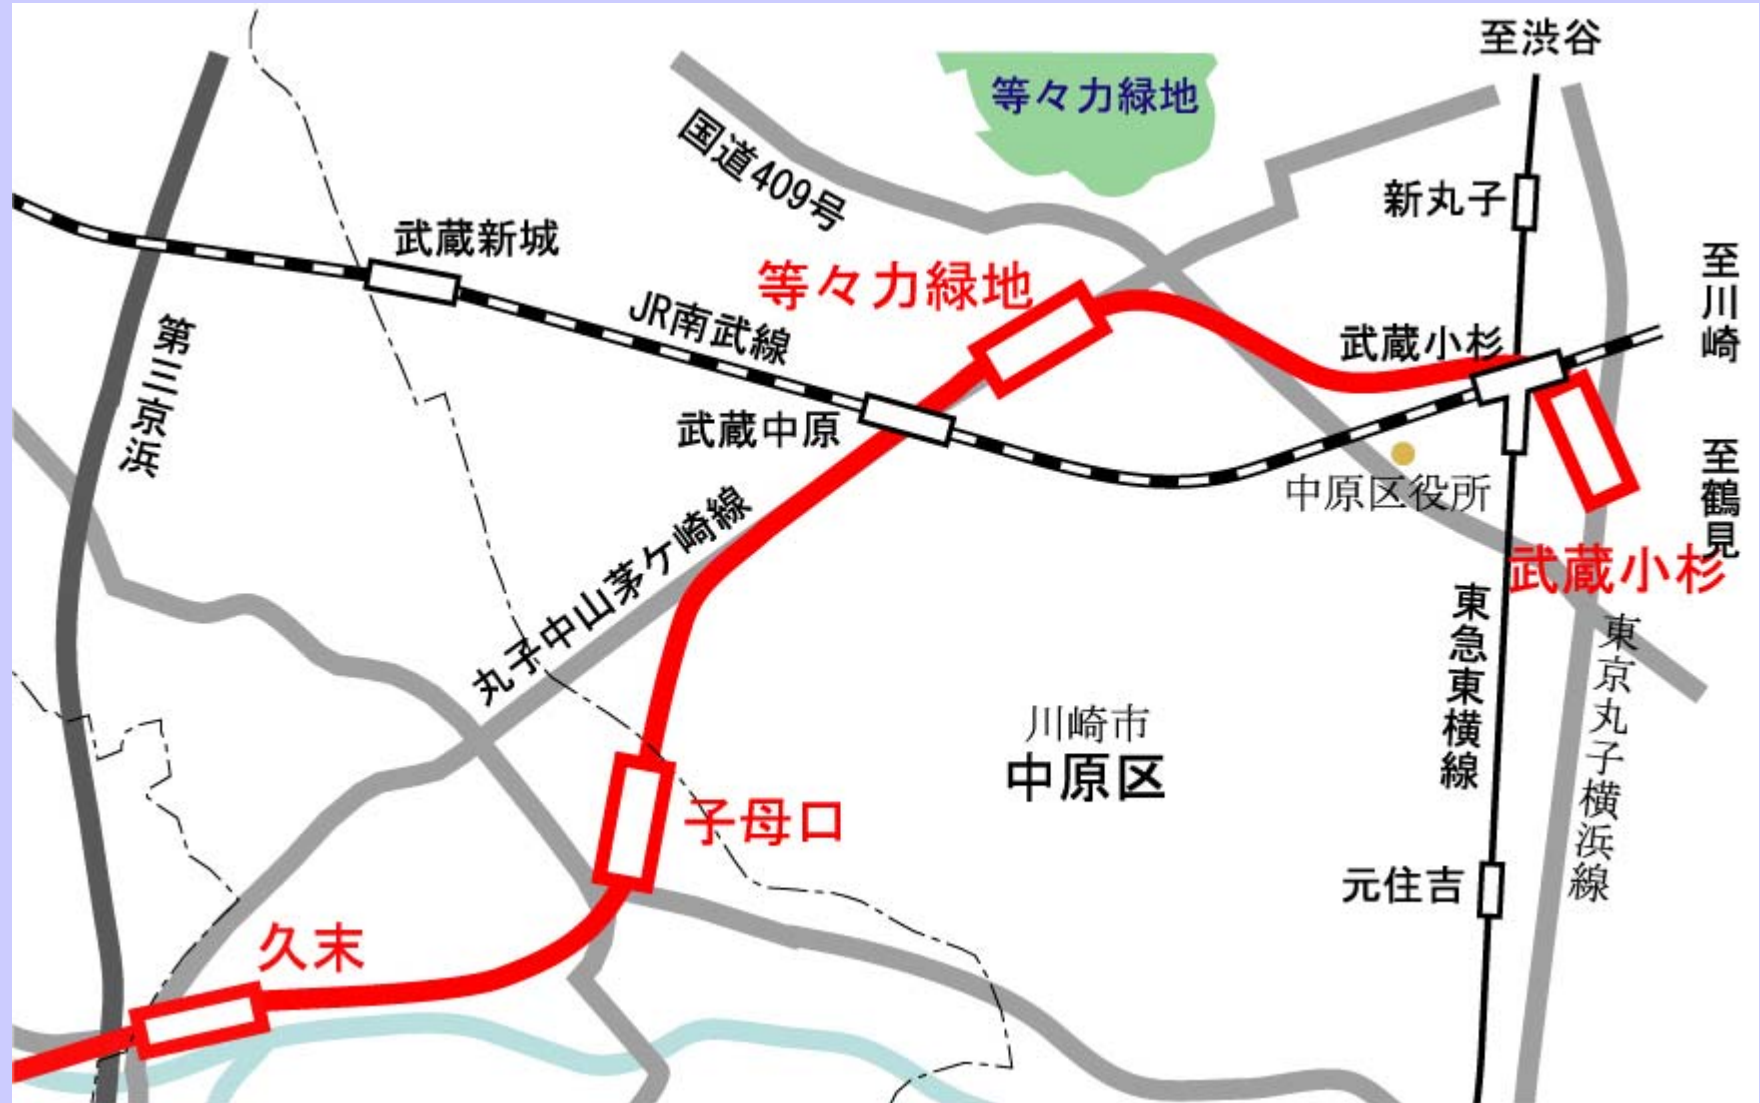 至渋谷
等々力緑地
国道409号
新丸子
武蔵新城
至川崎
等々力緑地
JR南武線
第三京浜
武蔵小杉
武蔵中原
至鶴見
中原区役所
丸子中山茅ケ崎線
武蔵小杉
東急東横線
東京丸子横浜線
川崎市
中原区
子母口
元住吉
久末